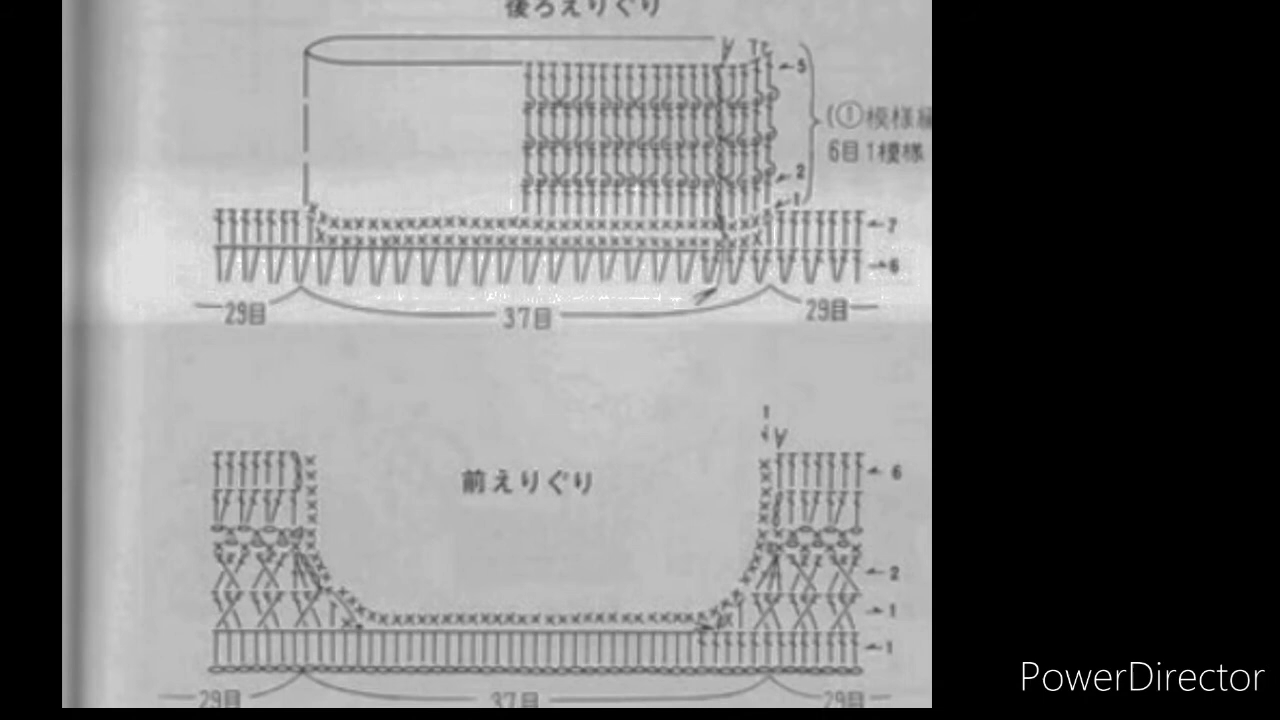 後ろえりぐり
5
(①模様編
6目1模様
2
1
7
6
29目
37目
29目
前えりぐり
6
2
1
1
29目
37目
29目
PowerDirector